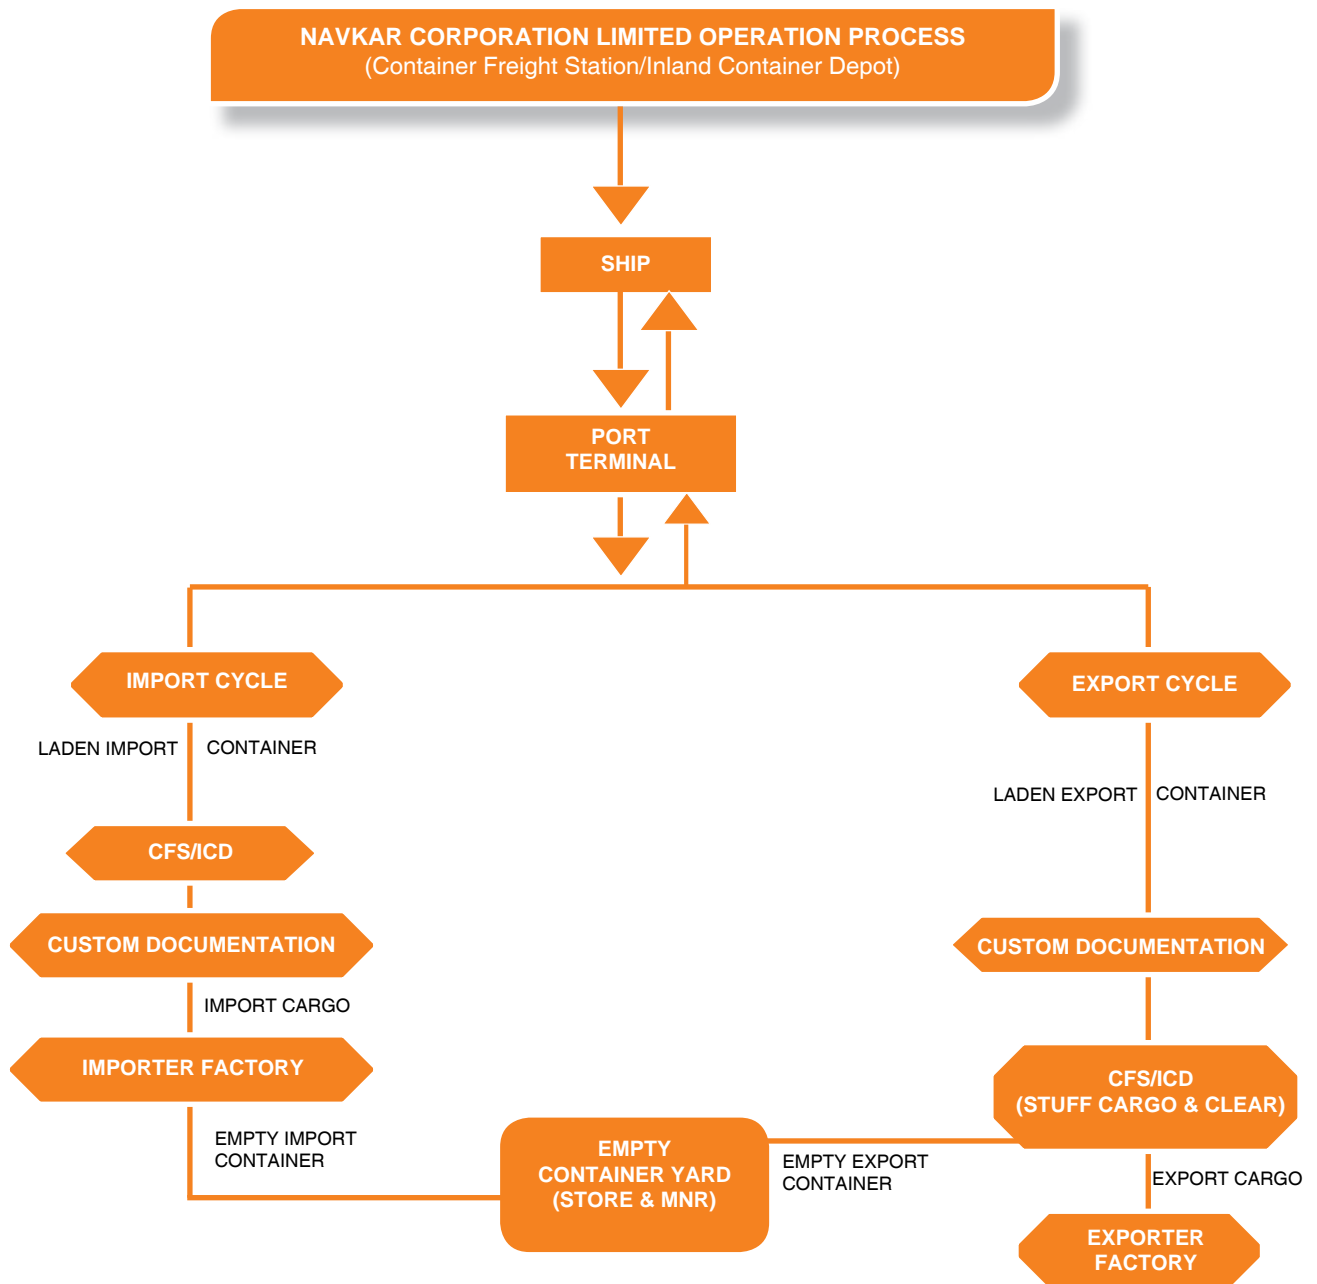 NAVKAR CORPORATION LIMITED OPERATION PROCESS
(Container Freight Station/Inland Container Depot)
SHIP
PORT
TERMINAL
IMPORT CYCLE
LADEN IMPORT CONTAINER
CFS/ICD
CUSTOM DOCUMENTATION
IMPORT CARGO
IMPORTER FACTORY
EMPTY IMPORT
CONTAINER
EMPTY
CONTAINER YARD
(STORE & MNR)
EMPTY EXPORT
CONTAINER
EXPORT CYCLE
LADEN EXPORT CONTAINER
CUSTOM DOCUMENTATION
CFS/ICD
(STUFF CARGO & CLEAR)
EXPORT CARGO
EXPORTER
FACTORY